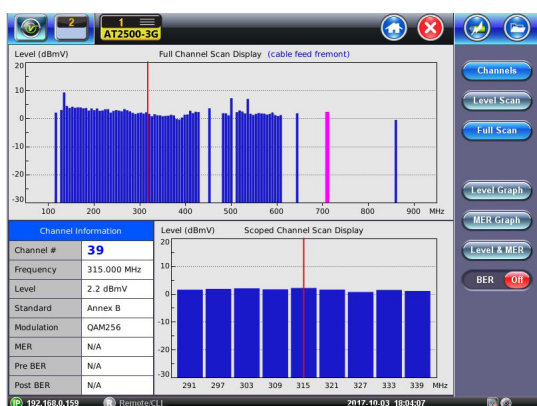 2
1
AT2500-3G
Level (dBmV)
Full Channel Scan Display (cable feed fremont)
20
10
0
-10
-20
-30
100 200 300 400 500 600 700 800 900 MHz
Channel Information
Channel # 39
Frequency 315.000 MHz
Level 2.2 dBmV
Standard Annex B
Modulation QAM256
MER N/A
Pre BER N/A
Post BER N/A
Level (dBmV) Scoped Channel Scan Display
20
10
0
-10
-20
-30
291 297 303 309 315 321 327 333 339 MHz
Channels
Level Scan
Full Scan
Level Graph
MER Graph
Level & MER
BER Off
IP 192.168.0.159 R Remote/CLI 2017-10-03 18:04:07